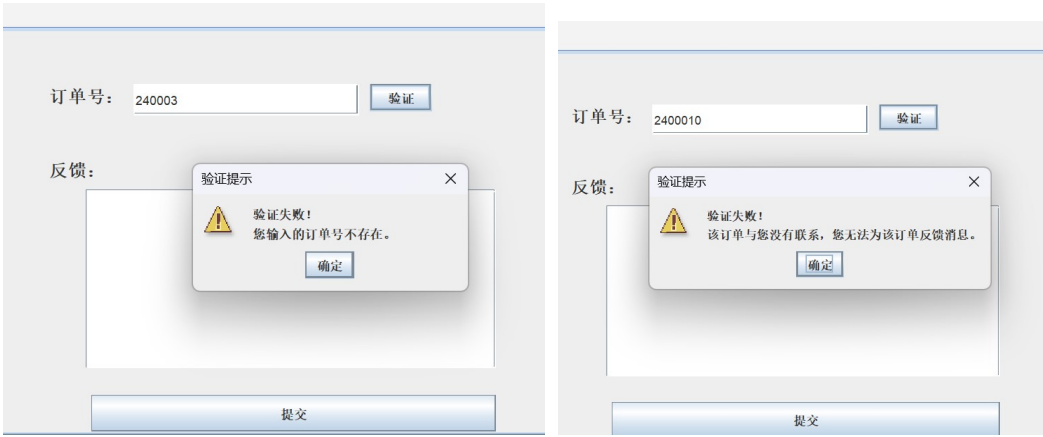 订单号：
240003
验证
反馈：
验证提示
验证失败！
您输入的订单号不存在。
确定
提交
订单号：
2400010
验证
反馈：
验证提示
验证失败！
该订单与您没有联系，您无法为该订单反馈消息。
确定
提交